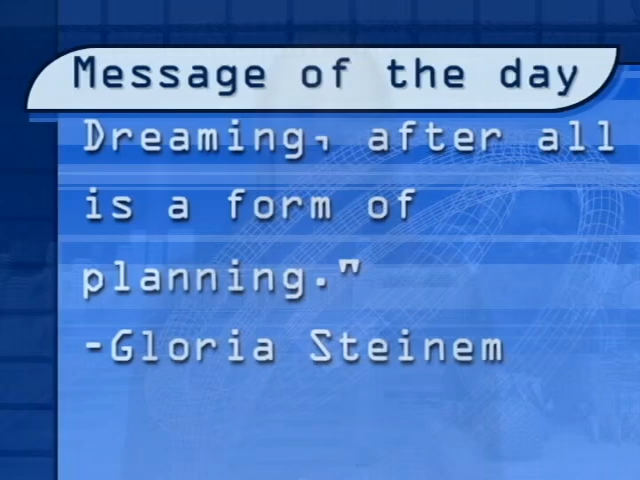 Message of the day
Dreaming, after all
is a form of
planning."
-Gloria Steinem